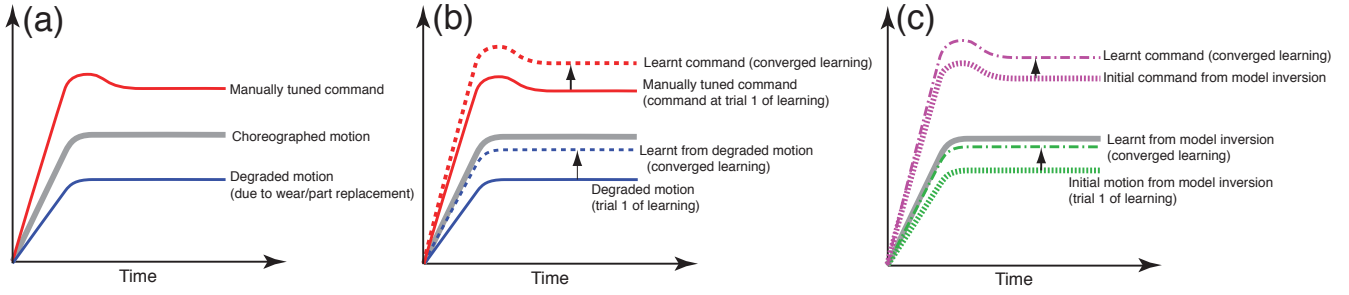 (a)
Manually tuned command
Choreographed motion
Degraded motion
(due to wear/part replacement)
Time
(b)
Learnt command (converged learning)
Manually tuned command
(command at trial 1 of learning)
Learnt from degraded motion
(converged learning)
Degraded motion
(trial 1 of learning)
Time
(c)
Learnt command (converged learning)
Initial command from model inversion
Learnt from model inversion
(converged learning)
Initial motion from model inversion
(trial 1 of learning)
Time